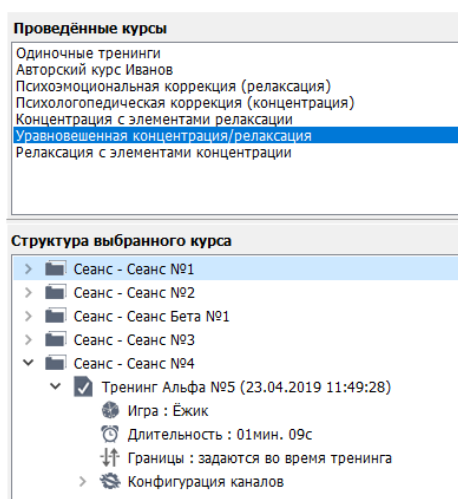 Проведённые курсы
Одиночные тренинги
Авторский курс Иванов
Психоэмоциональная коррекция (релаксация)
Психологопедическая коррекция (концентрация)
Концентрация с элементами релаксации
Уравновешенная концентрация/релаксация
Релаксация с элементами концентрации
Структура выбранного курса
Сеанс - Сеанс №1
Сеанс - Сеанс №2
Сеанс - Сеанс Бета №1
Сеанс - Сеанс №3
Сеанс - Сеанс №4
Тренинг Альфа №5 (23.04.2019 11:49:28)
Игра : Ёжик
Длительность : 01мин. 09с
Границы : задаются во время тренинга
Конфигурация каналов